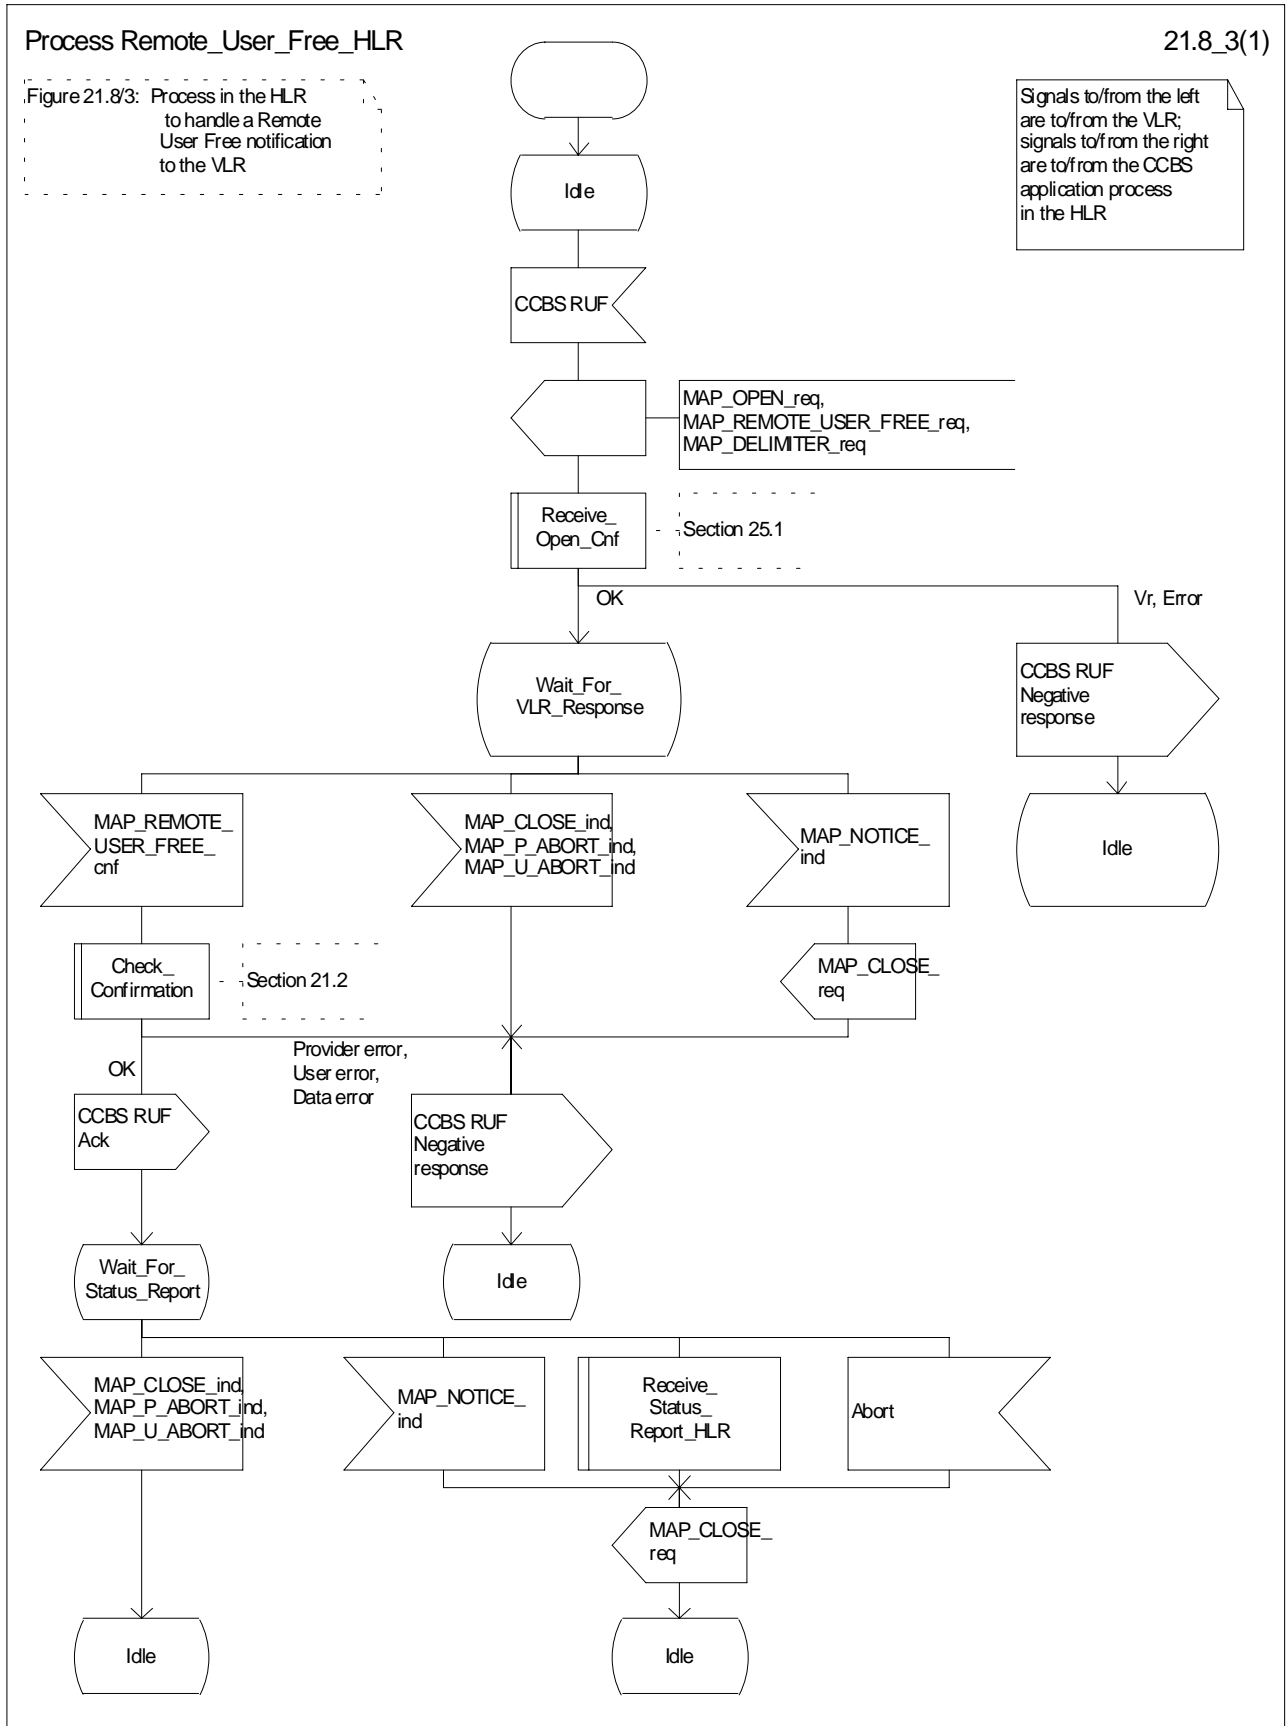 Process Remote_User_Free_HLR
21.8_3(1)
Figure 21.8/3: Process in the HLR
to handle a Remote
User Free notification
to the VLR
Signals to/from the left
are to/from the VLR;
signals to/from the right
are to/from the CCBS
application process
in the HLR
Idle
CCBS RUF
MAP_OPEN_req,
MAP_REMOTE_USER_FREE_req,
MAP_DELIMITER_req
Receive_
Open_Cnf
Section 25.1
OK
Vr, Error
Wait_For_
VLR_Response
CCBS RUF
Negative
response
MAP_REMOTE_
USER_FREE_
cnf
MAP_CLOSE_ind,
MAP_P_ABORT_ind,
MAP_U_ABORT_ind
MAP_NOTICE_
ind
Idle
Check_
Confirmation
Section 21.2
MAP_CLOSE_
req
Provider error,
User error,
Data error
OK
CCBS RUF
Ack
CCBS RUF
Negative
response
Wait_For_
Status_Report
Idle
MAP_CLOSE_ind,
MAP_P_ABORT_ind,
MAP_U_ABORT_ind
MAP_NOTICE_
ind
Receive_
Status_
Report_HLR
Abort
MAP_CLOSE_
req
Idle
Idle